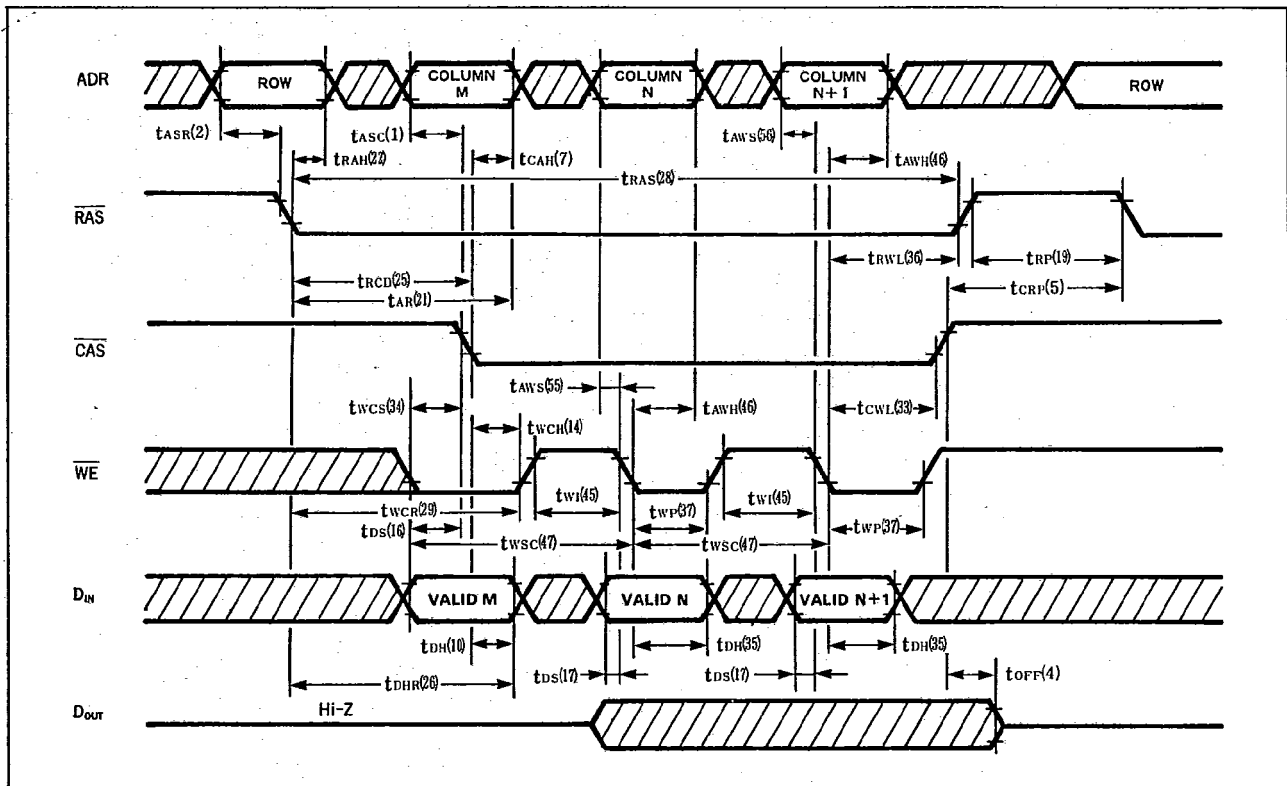 ADR
ROW
COLUMN M
COLUMN N
COLUMN N+1
ROW
tASR(2)
tASC(1)
tAWS(56)
tRAH(22)
tCAH(7)
tAWH(46)
tRAS(28)
RAS
tRWL(36)
tRP(19)
tRCD(25)
tCRP(5)
tAR(21)
CAS
tAWS(55)
tWCS(34)
tAWH(46)
tCWL(33)
tWCH(14)
WE
tWCR(29)
tWI(45)
tWP(37)
tWI(45)
tWP(37)
tDS(16)
tWSC(47)
tWSC(47)
DIN
VALID M
VALID N
VALID N+1
tDH(10)
tDH(35)
tDH(35)
tDS(17)
tDS(17)
tOFF(4)
tDHR(26)
DOUT
Hi-Z